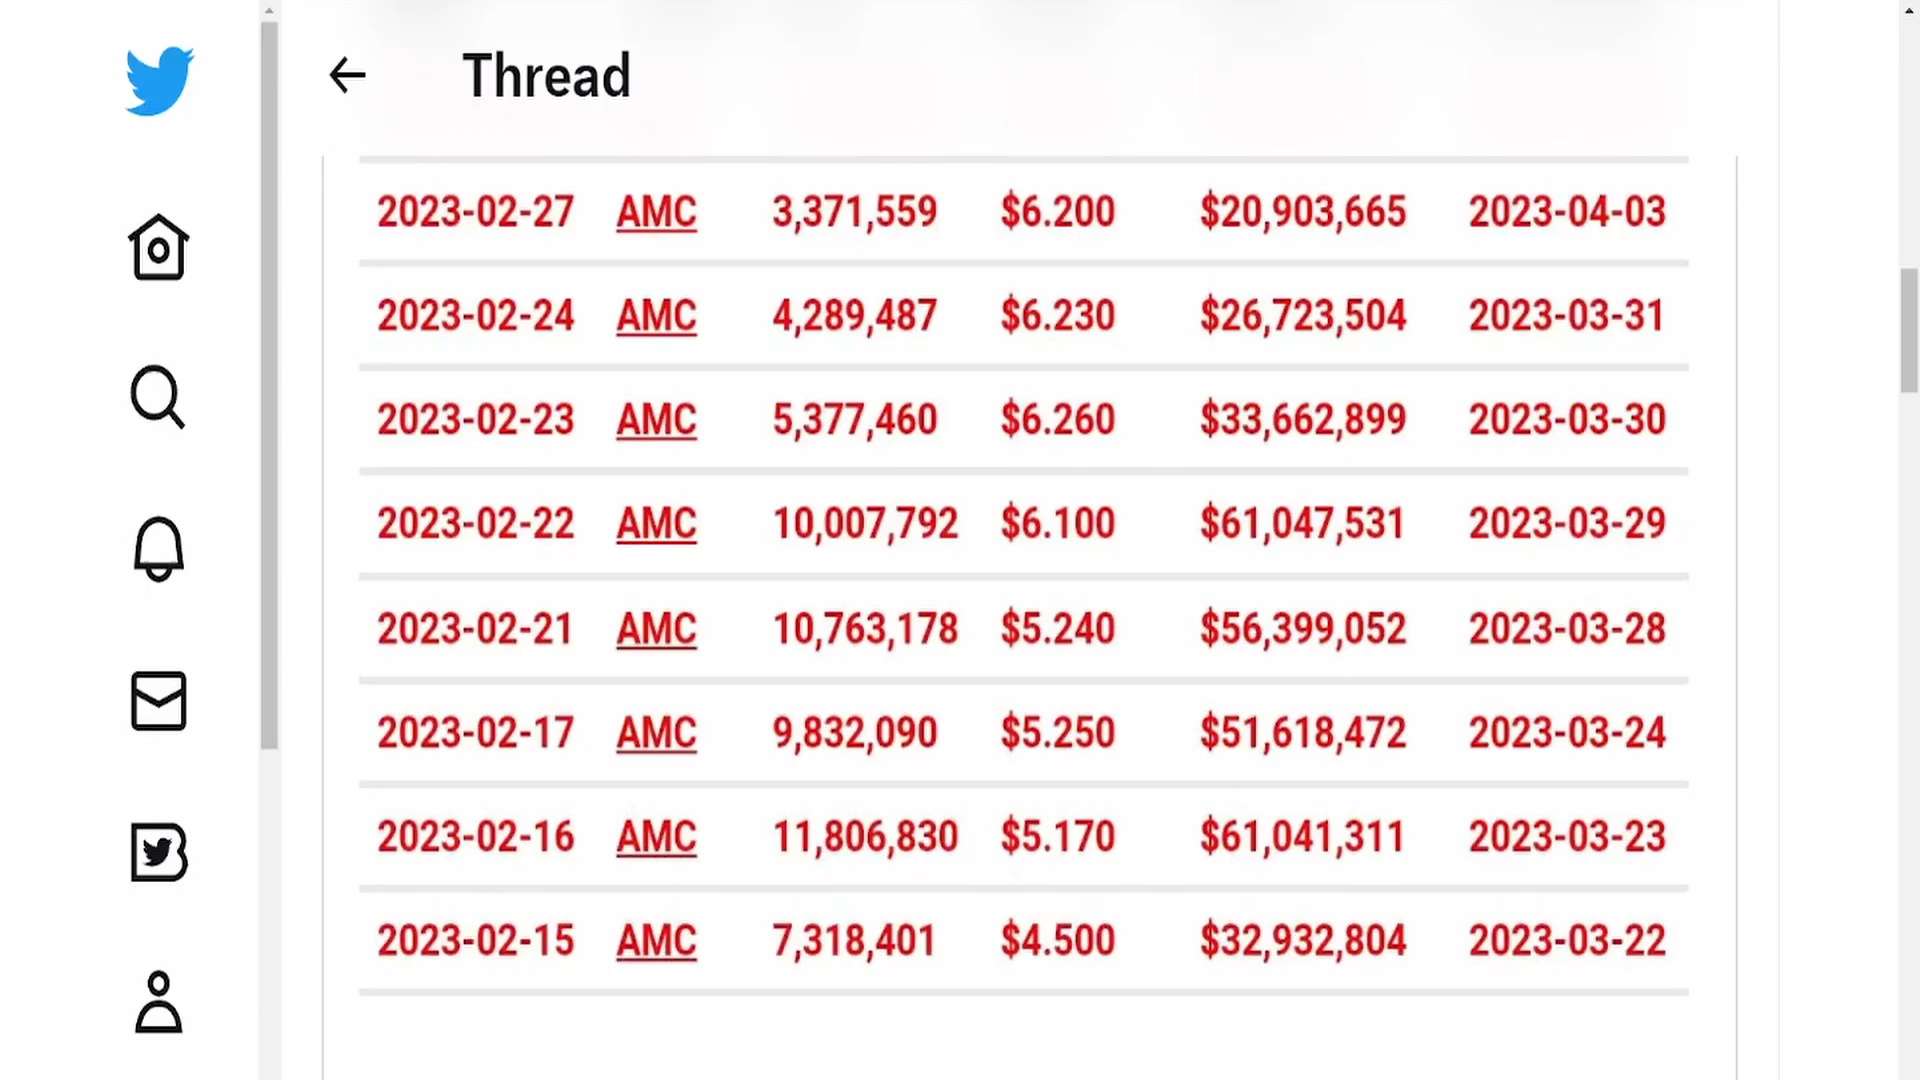 Thread
2023-02-27 AMC 3,371,559 $6.200 $20,903,665 2023-04-03
2023-02-24 AMC 4,289,487 $6.230 $26,723,504 2023-03-31
2023-02-23 AMC 5,377,460 $6.260 $33,662,899 2023-03-30
2023-02-22 AMC 10,007,792 $6.100 $61,047,531 2023-03-29
2023-02-21 AMC 10,763,178 $5.240 $56,399,052 2023-03-28
2023-02-17 AMC 9,832,090 $5.250 $51,618,472 2023-03-24
2023-02-16 AMC 11,806,830 $5.170 $61,041,311 2023-03-23
2023-02-15 AMC 7,318,401 $4.500 $32,932,804 2023-03-22